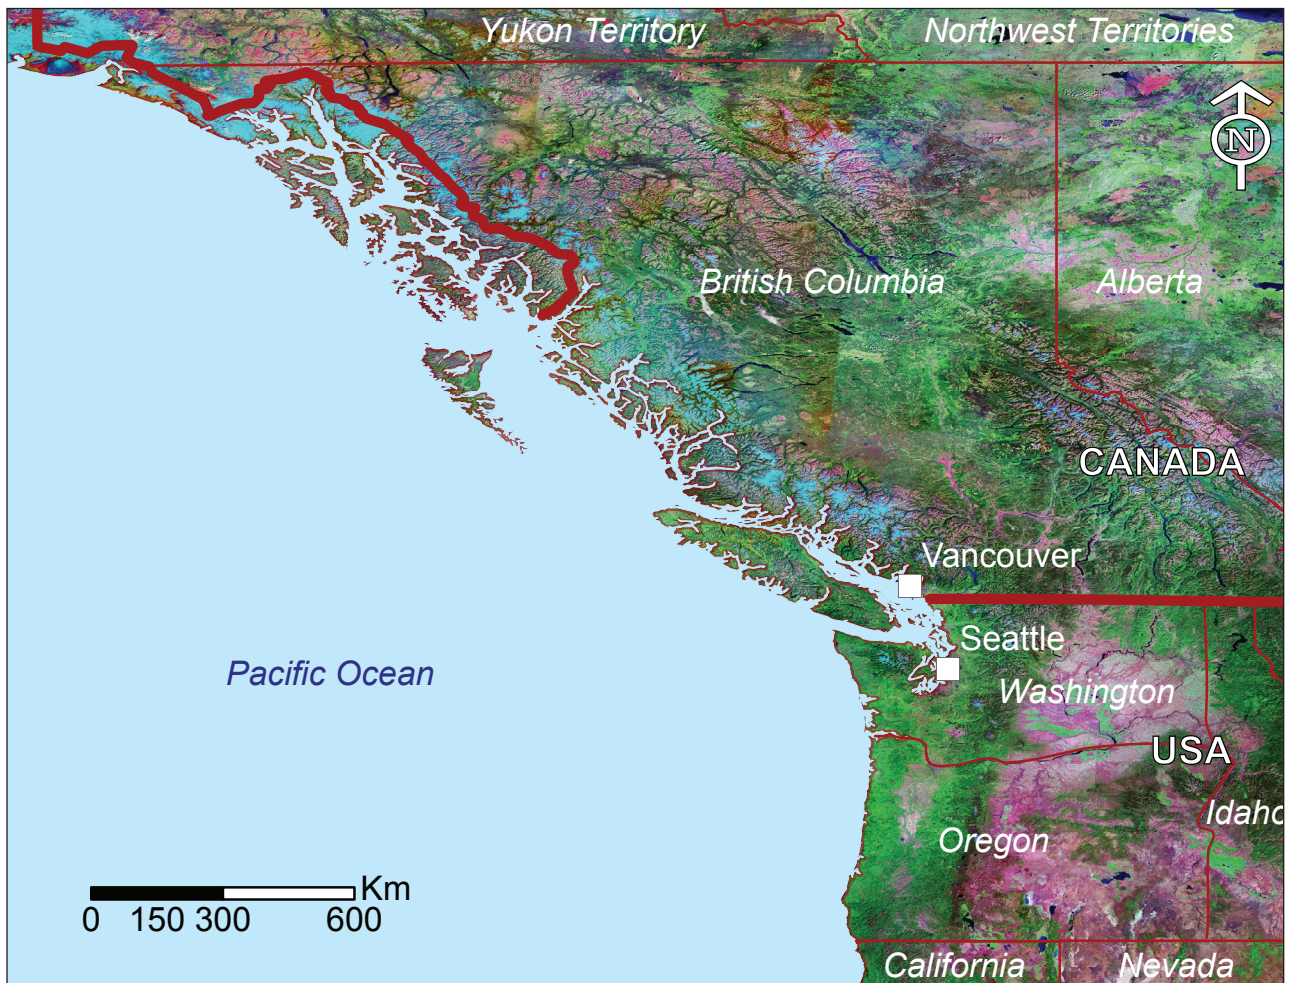 Yukon Territory
Northwest Territories
N
British Columbia
Alberta
CANADA
Vancouver
Seattle
Pacific Ocean
Washington
USA
Idaho
Oregon
Km
0 150 300 600
California
Nevada